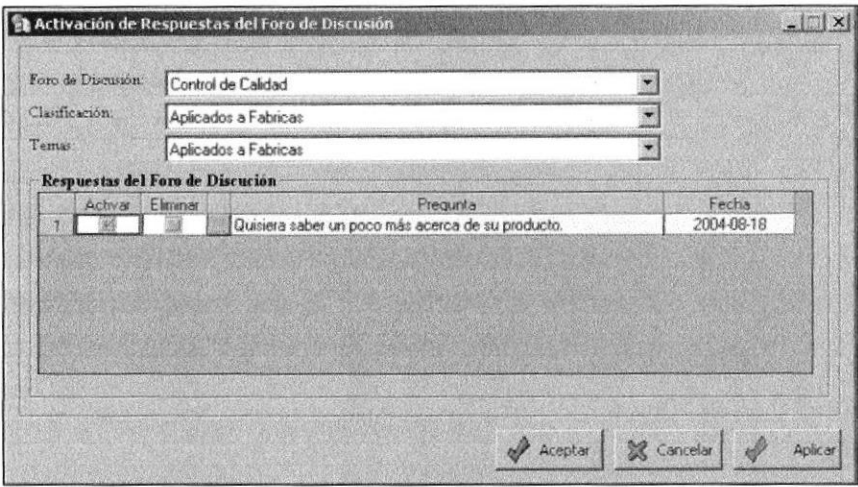 Activación de Respuestas del Foro de Discusión
Foro de Discusión: Control de Calidad
Clasificación: Aplicados a Fabricas
Temas: Aplicados a Fabricas
Respuestas del Foro de Discución
Activar Eliminar Pregunta Fecha
1 Quisiera saber un poco más acerca de su producto. 2004-08-18
Aceptar Cancelar Aplicar